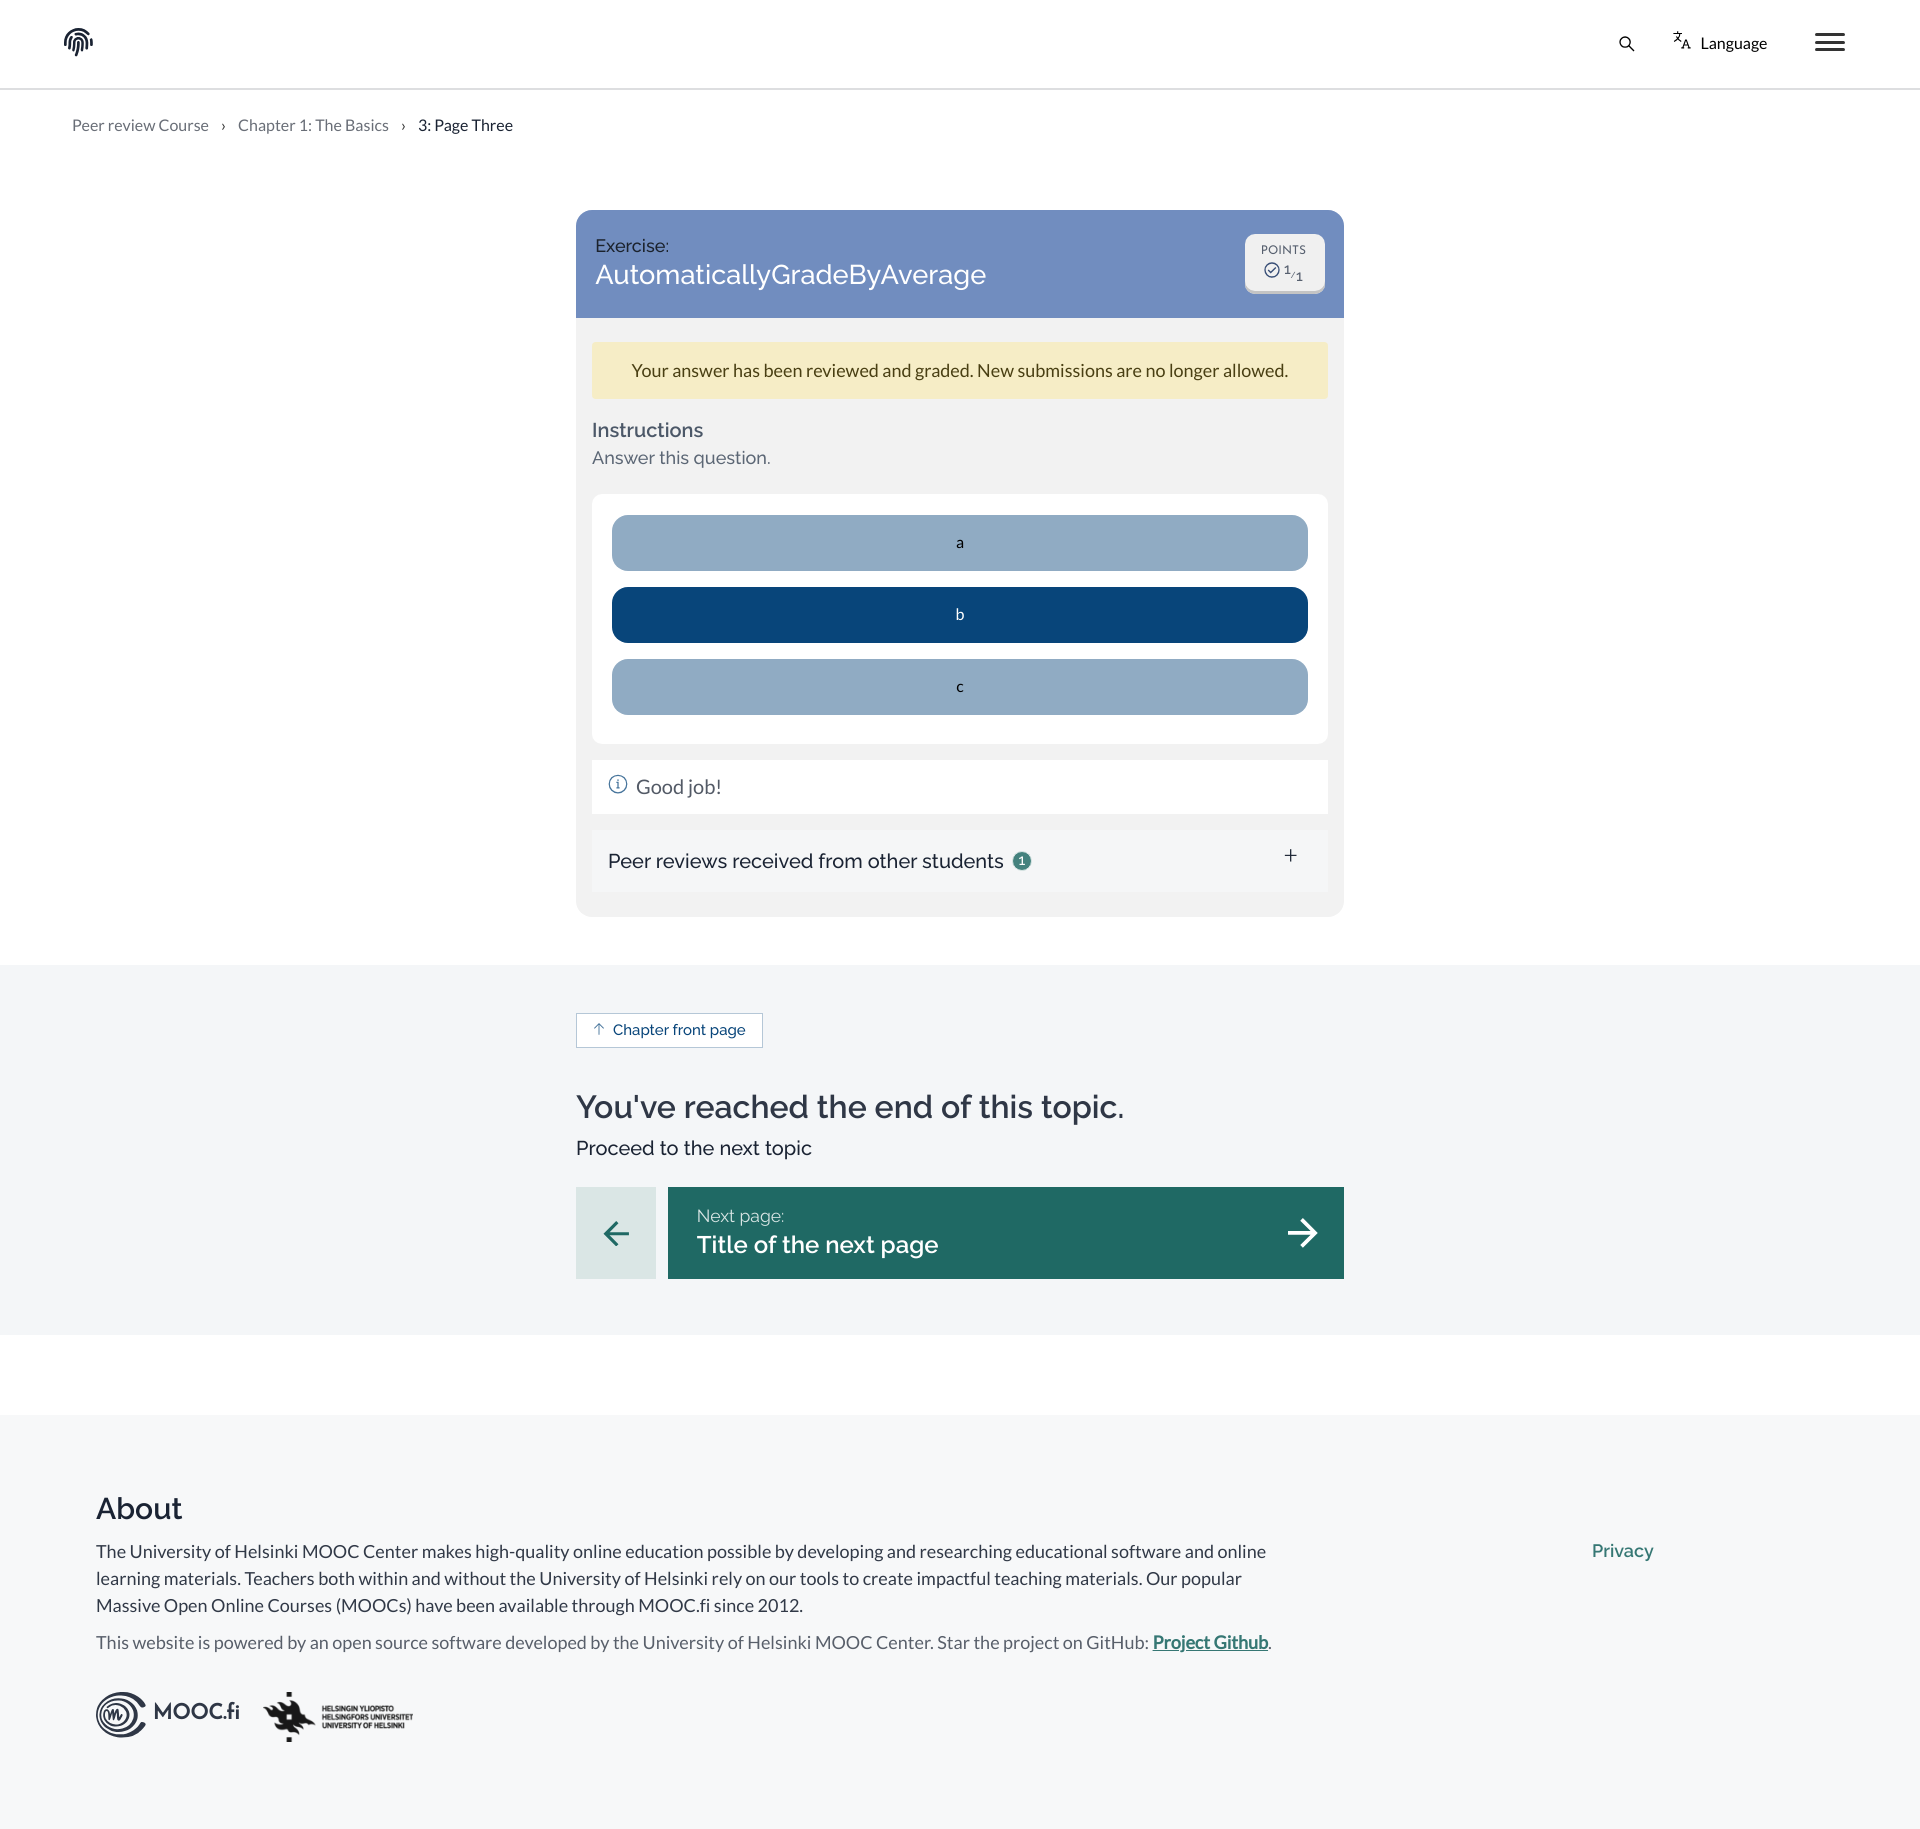 Language
Peer review Course › Chapter 1: The Basics › 3: Page Three
Exercise:
AutomaticallyGradeByAverage
POINTS
1/1
Your answer has been reviewed and graded. New submissions are no longer allowed.
Instructions
Answer this question.
a
b
c
Good job!
Peer reviews received from other students 1
Chapter front page
You've reached the end of this topic.
Proceed to the next topic
Next page:
Title of the next page
About
The University of Helsinki MOOC Center makes high-quality online education possible by developing and researching educational software and online
learning materials. Teachers both within and without the University of Helsinki rely on our tools to create impactful teaching materials. Our popular
Massive Open Online Courses (MOOCs) have been available through MOOC.fi since 2012.
Privacy
This website is powered by an open source software developed by the University of Helsinki MOOC Center. Star the project on GitHub: Project Github.
MOOC.fi
HELSINGIN YLIOPISTO
HELSINGFORS UNIVERSITET
UNIVERSITY OF HELSINKI